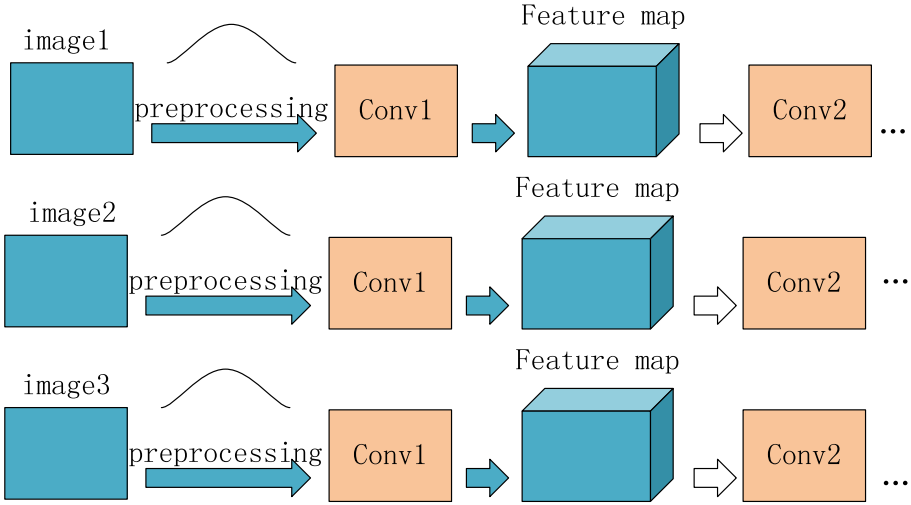 image1
Feature map
preprocessing
Conv1
Conv2
...
image2
Feature map
preprocessing
Conv1
Conv2
...
image3
Feature map
preprocessing
Conv1
Conv2
...